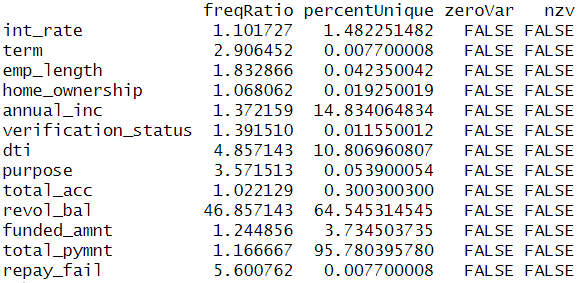 freqRatio percentUnique zeroVar nzv
int_rate 1.101727 1.482251482 FALSE FALSE
term 2.906452 0.007700008 FALSE FALSE
emp_length 1.832866 0.042350042 FALSE FALSE
home_ownership 1.068062 0.019250019 FALSE FALSE
annual_inc 1.372159 14.834064834 FALSE FALSE
verification_status 1.391510 0.011550012 FALSE FALSE
dti 4.857143 10.806960807 FALSE FALSE
purpose 3.571513 0.053900054 FALSE FALSE
total_acc 1.022129 0.300300300 FALSE FALSE
revol_bal 46.857143 64.545314545 FALSE FALSE
funded_amnt 1.244856 3.734503735 FALSE FALSE
total_pymnt 1.166667 95.780395780 FALSE FALSE
repay_fail 5.600762 0.007700008 FALSE FALSE